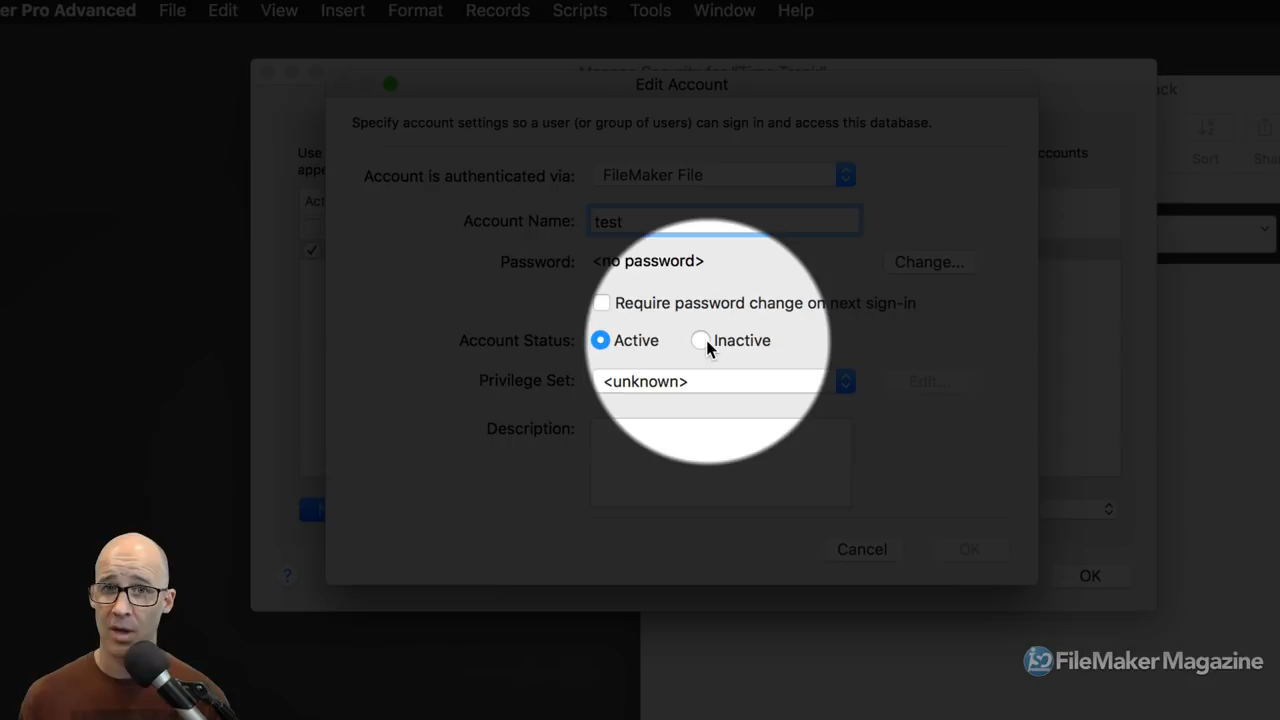 er Pro Advanced File Edit View Insert Format Records Scripts Tools Window Help
Edit Account
Specify account settings so a user (or group of users) can sign in and access this database.
Use
Account is authenticated via: FileMaker File
Account Name: test
Password: <no password> Change...
Require password change on next sign-in
Account Status: Active Inactive
Privilege Set: <unknown> Edit...
Description:
Cancel OK
? OK
Sort
FileMaker Magazine